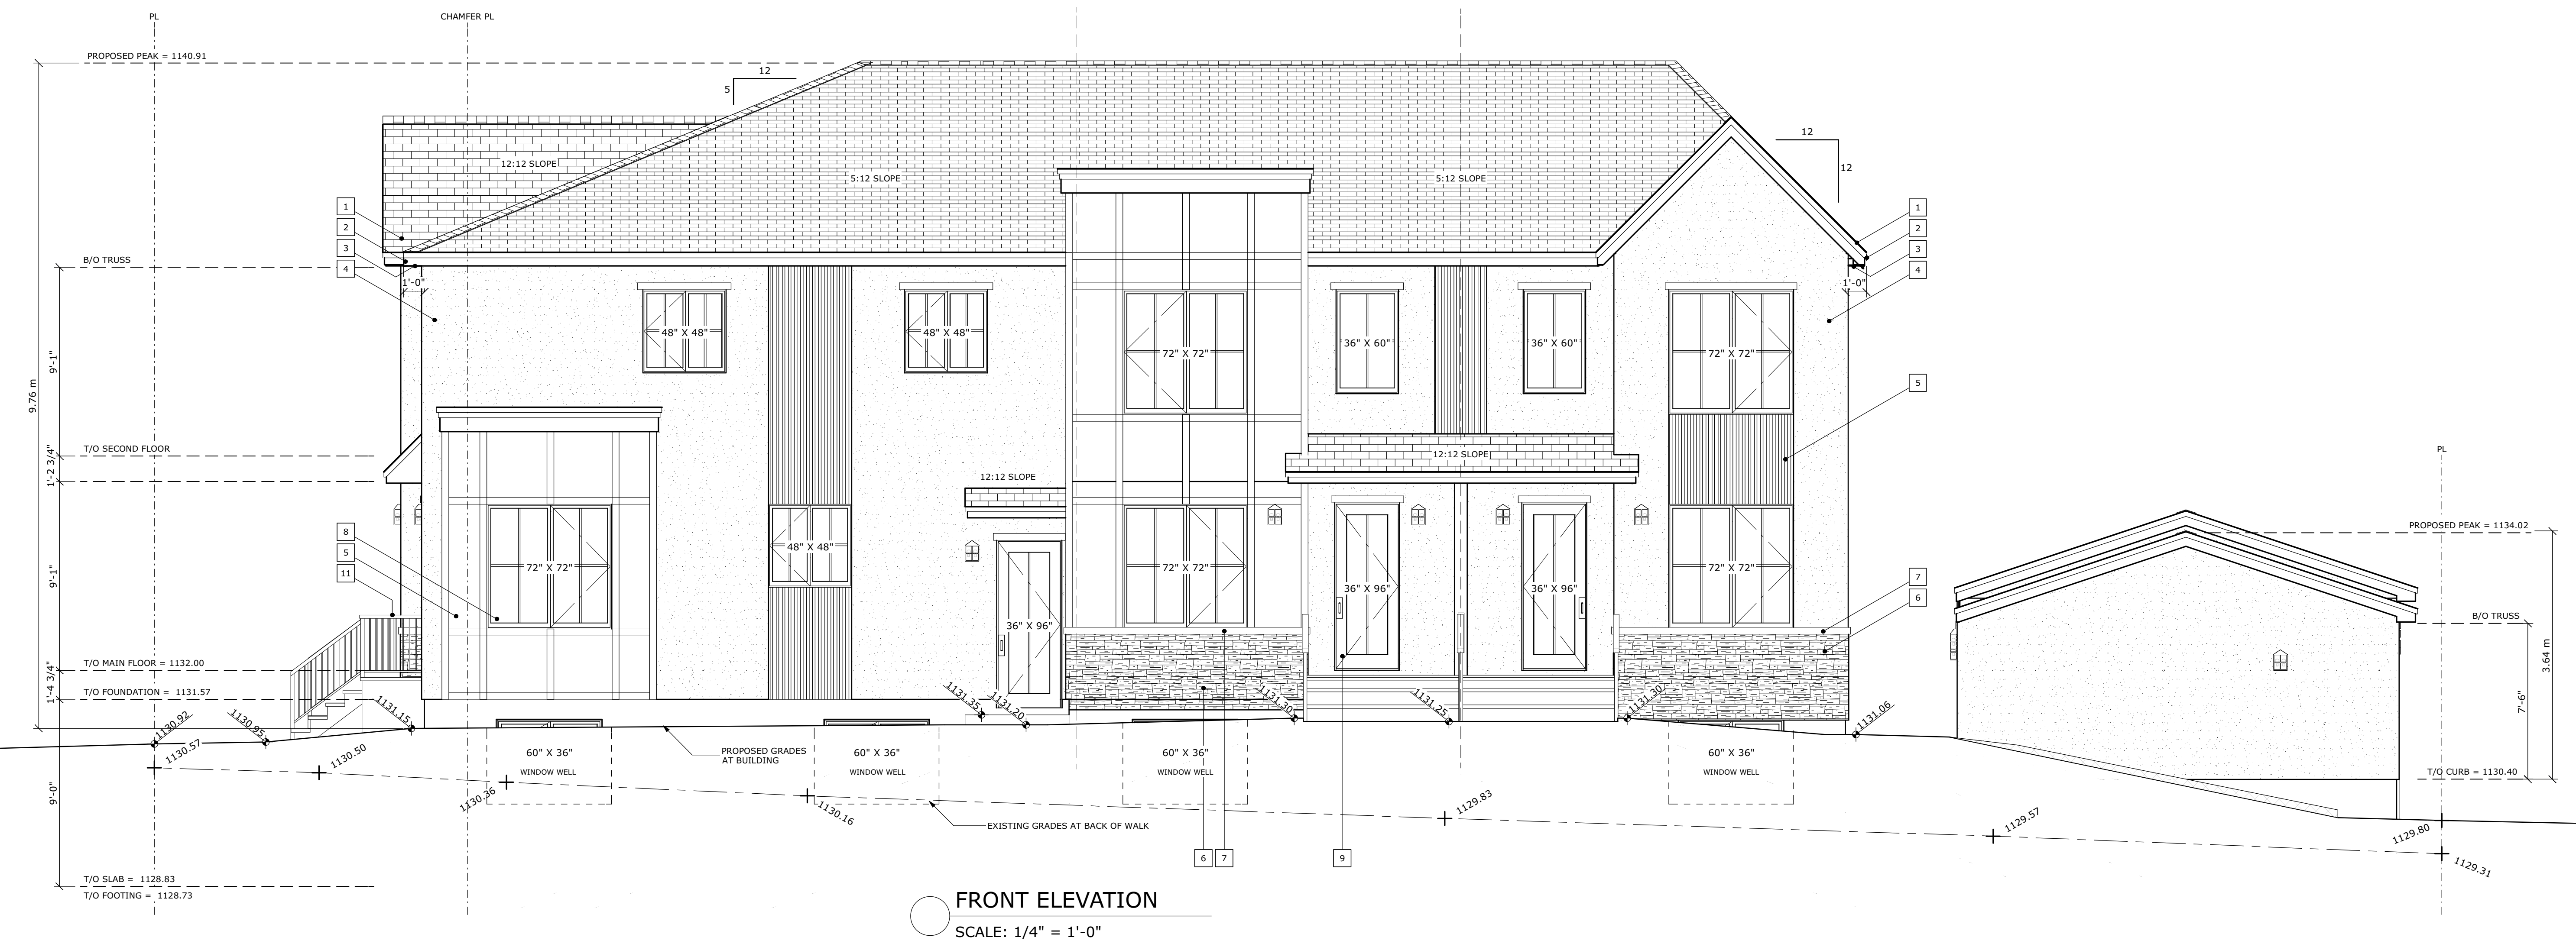 PL
CHAMFER PL
PROPOSED PEAK = 1140.91
12
5
12:12 SLOPE
5:12 SLOPE
5:12 SLOPE
12
12
1
2
3
4
1
2
3
4
B/O TRUSS
1'-0"
1'-0"
48" X 48"
48" X 48"
72" X 72"
36" X 60"
36" X 60"
72" X 72"
9'-1"
9.76 m
5
T/O SECOND FLOOR
1'-2 3/4"
12:12 SLOPE
12:12 SLOPE
PL
8
5
11
48" X 48"
72" X 72"
72" X 72"
36" X 96"
36" X 96"
72" X 72"
36" X 96"
9'-1"
7
6
PROPOSED PEAK = 1134.02
B/O TRUSS
3.64 m
7'-6"
T/O CURB = 1130.40
T/O MAIN FLOOR = 1132.00
1'-4 3/4"
T/O FOUNDATION = 1131.57
1130.92
1130.95
1131.15
1131.35
1131.20
1131.30
1131.25
1131.30
1131.06
1130.57
1130.50
1130.36
1130.16
1129.83
1129.57
1129.80
1129.31
60" X 36"
WINDOW WELL
PROPOSED GRADES
AT BUILDING
60" X 36"
WINDOW WELL
60" X 36"
WINDOW WELL
60" X 36"
WINDOW WELL
EXISTING GRADES AT BACK OF WALK
9'-0"
6
7
9
T/O SLAB = 1128.83
T/O FOOTING = 1128.73
FRONT ELEVATION
SCALE: 1/4" = 1'-0"